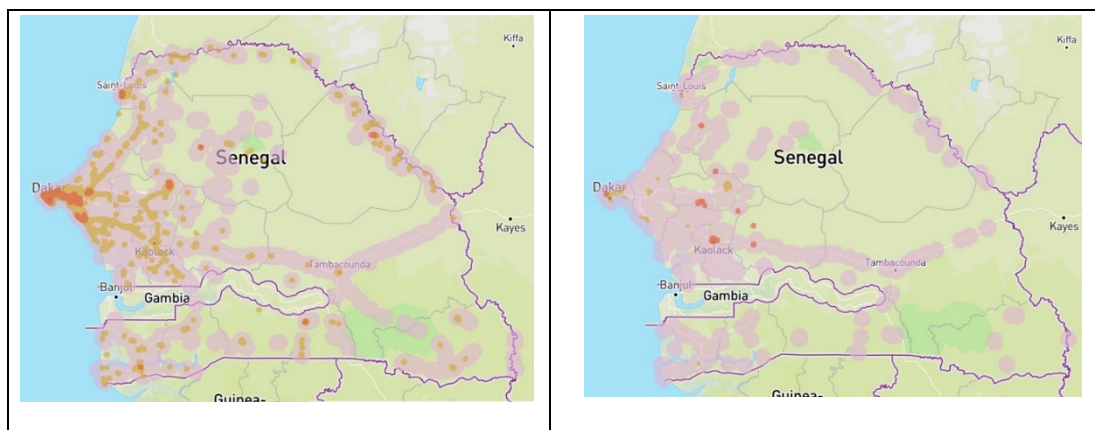 Kiffa
Saint-Louis
Senegal
Dakar
Kayes
Kaolack
Tambacounda
Banjul
Gambia
Guinea-
Kiffa
Saint-Louis
Senegal
Dakar
Kayes
Kaolack
Tambacounda
Banjul
Gambia
Guinea-